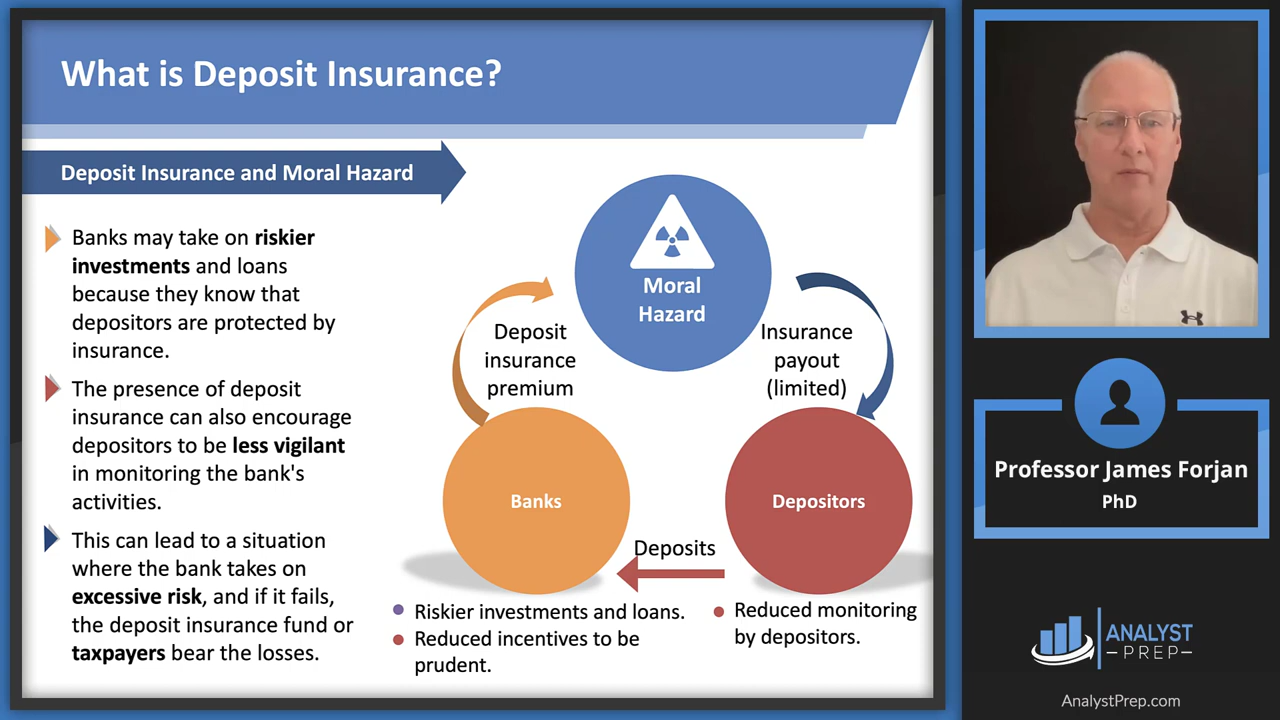 What is Deposit Insurance?
Deposit Insurance and Moral Hazard
Banks may take on riskier
investments and loans
because they know that
depositors are protected by
insurance.
The presence of deposit
insurance can also encourage
depositors to be less vigilant
in monitoring the bank's
activities.
This can lead to a situation
where the bank takes on
excessive risk, and if it fails,
the deposit insurance fund or
taxpayers bear the losses.
Moral
Hazard
Deposit
insurance
premium
Insurance
payout
(limited)
Banks
Depositors
Deposits
Riskier investments and loans.
Reduced incentives to be
prudent.
Reduced monitoring
by depositors.
Professor James Forjan
PhD
ANALYST
PREP
AnalystPrep.com